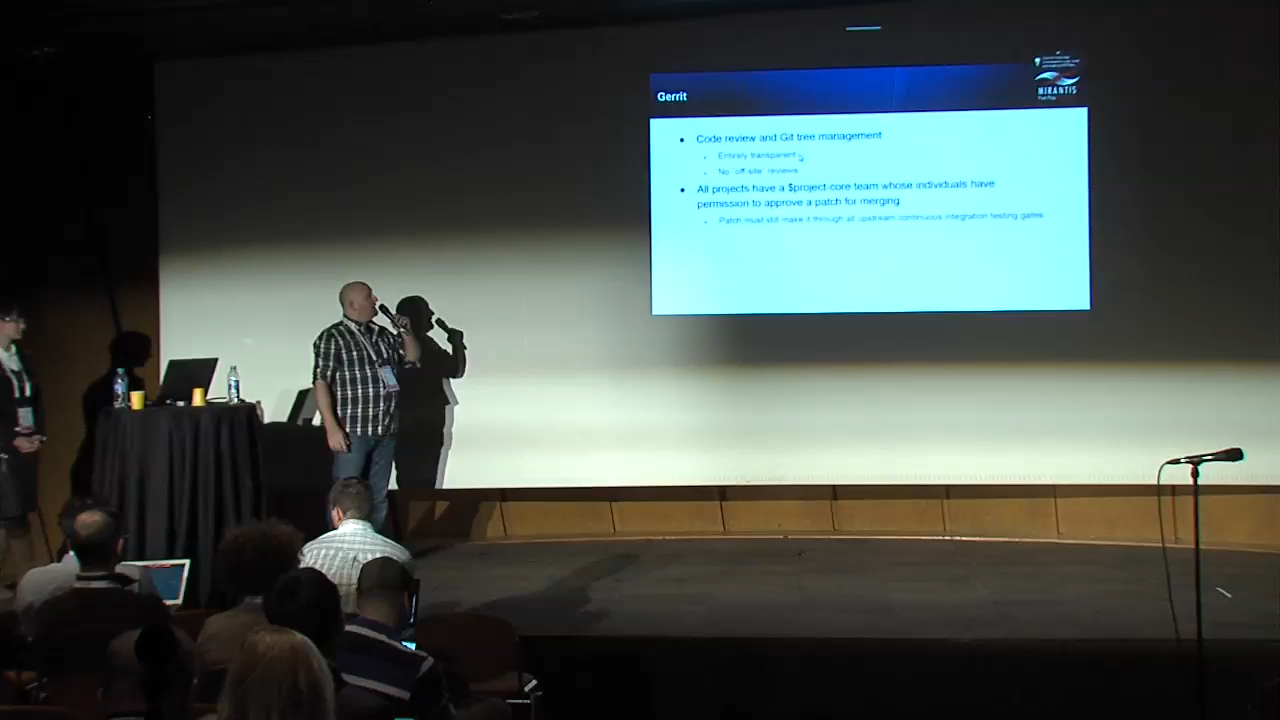 Gerrit
MIRANTIS
Code review and Git tree management
Entirely transparent
No 'off-site' reviews
All projects have a $project-core team whose individuals have
permission to approve a patch for merging
Patch must still make it through all upstream continuous integration testing gates